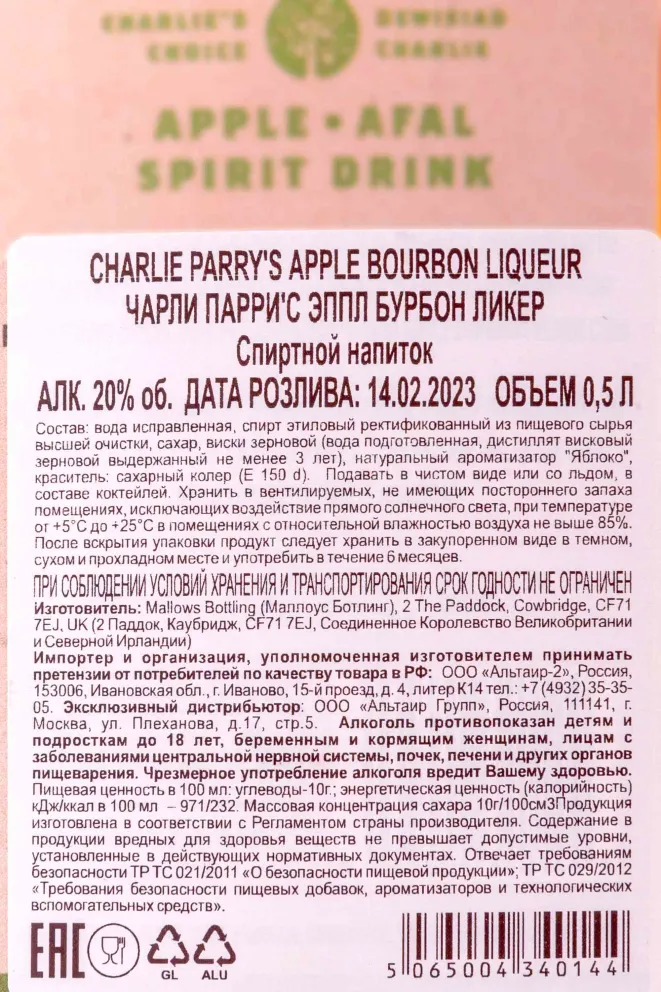 CHARLIE'S DEWISIAD
CHOICE CHARLIE
APPLE • AFAL
SPIRIT DRINK
CHARLIE PARRY'S APPLE BOURBON LIQUEUR
ЧАРЛИ ПАРРИ'С ЭППЛ БУРБОН ЛИКЕР
Спиртной напиток
АЛК. 20% об. ДАТА РОЗЛИВА: 14.02.2023 ОБЪЕМ 0,5 Л
Состав: вода исправленная, спирт этиловый ректификованный из пищевого сырья
высшей очистки, сахар, виски зерновой (вода подготовленная, дистиллят висковый
зерновой выдержанный не менее 3 лет), натуральный ароматизатор "Яблоко",
краситель: сахарный колер (Е 150 d). Подавать в чистом виде или со льдом, в
составе коктейлей. Хранить в вентилируемых, не имеющих постороннего запаха
помещениях, исключающих воздействие прямого солнечного света, при температуре
от +5°С до +25°С в помещениях с относительной влажностью воздуха не выше 85%.
После вскрытия упаковки продукт следует хранить в закупоренном виде в темном,
сухом и прохладном месте и употребить в течение 6 месяцев.
ПРИ СОБЛЮДЕНИИ УСЛОВИЙ ХРАНЕНИЯ И ТРАНСПОРТИРОВАНИЯ СРОК ГОДНОСТИ НЕ ОГРАНИЧЕН
Изготовитель: Mallows Bottling (Маллоус Ботлинг), 2 The Paddock, Cowbridge, CF71
7EJ, UK (2 Паддок, Каубридж, CF71 7EJ, Соединенное Королевство Великобритании
и Северной Ирландии)
Импортер и организация, уполномоченная изготовителем принимать
претензии от потребителей по качеству товара в РФ: ООО «Альтаир-2», Россия,
153006, Ивановская обл., г. Иваново, 15-й проезд, д. 4, литер К14 тел.: +7 (4932) 35-35-
05. Эксклюзивный дистрибьютор: ООО «Альтаир Групп», Россия, 111141, г.
Москва, ул. Плеханова, д.17, стр.5. Алкоголь противопоказан детям и
подросткам до 18 лет, беременным и кормящим женщинам, лицам с
заболеваниями центральной нервной системы, почек, печени и других органов
пищеварения. Чрезмерное употребление алкоголя вредит Вашему здоровью.
Пищевая ценность в 100 мл: углеводы-10г.; энергетическая ценность (калорийность)
кДж/ккал в 100 мл – 971/232. Массовая концентрация сахара 10г/100см3Продукция
изготовлена в соответствии с Регламентом страны производителя. Содержание в
продукции вредных для здоровья веществ не превышает допустимые уровни,
установленные в действующих нормативных документах. Отвечает требованиям
безопасности ТР ТС 021/2011 «О безопасности пищевой продукции»; ТР ТС 029/2012
«Требования безопасности пищевых добавок, ароматизаторов и технологических
вспомогательных средств».
EAC GL ALU 5 065004 340144